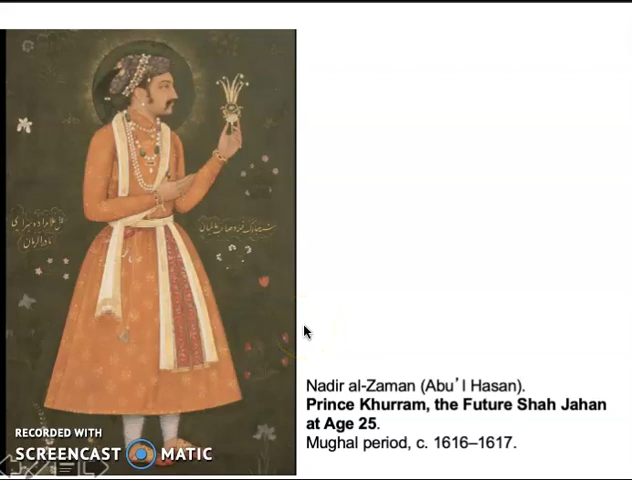 Nadir al-Zaman (Abu'l Hasan).
Prince Khurram, the Future Shah Jahan
at Age 25.
Mughal period, c. 1616–1617.
RECORDED WITH
SCREENCAST MATIC